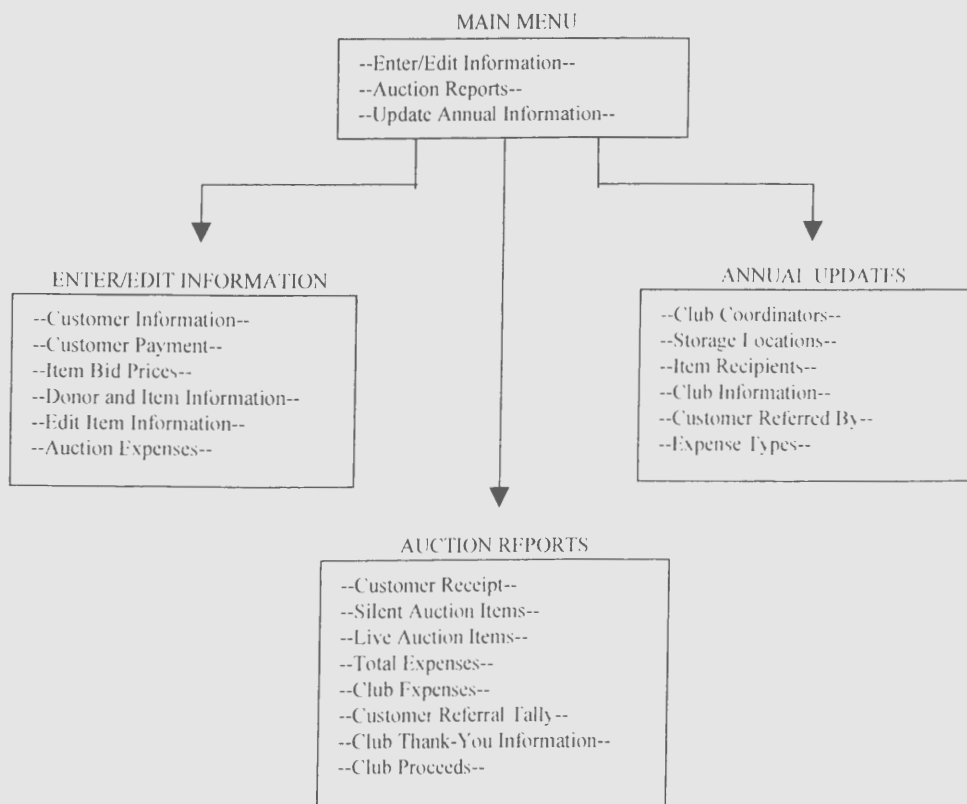 MAIN MENU
--Enter/Edit Information--
--Auction Reports--
--Update Annual Information--
ENTER/EDIT INFORMATION
--Customer Information--
--Customer Payment--
--Item Bid Prices--
--Donor and Item Information--
--Edit Item Information--
--Auction Expenses--
ANNUAL UPDATES
--Club Coordinators--
--Storage Locations--
--Item Recipients--
--Club Information--
--Customer Referred By--
--Expense Types--
AUCTION REPORTS
--Customer Receipt--
--Silent Auction Items--
--Live Auction Items--
--Total Expenses--
--Club Expenses--
--Customer Referral Tally--
--Club Thank-You Information--
--Club Proceeds--